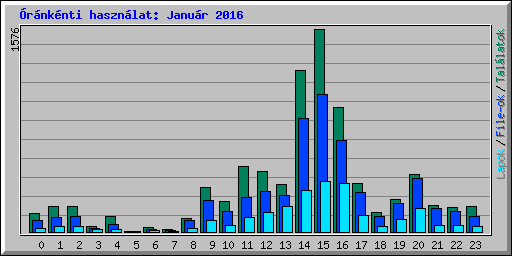 Óránkénti használat: Január 2016
1576
Lapok / File-ok / Találatok
0 1 2 3 4 5 6 7 8 9 10 11 12 13 14 15 16 17 18 19 20 21 22 23